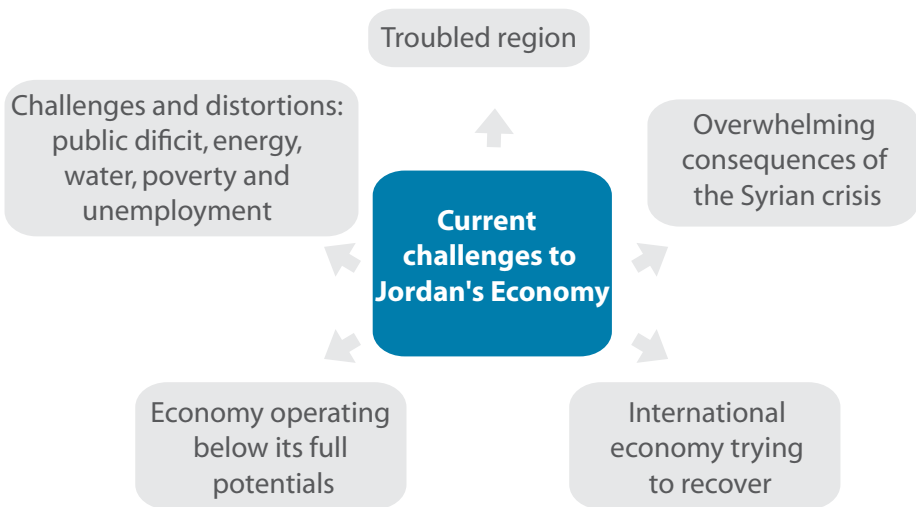 Troubled region
Challenges and distortions:
public dificit, energy,
water, poverty and
unemployment
Overwhelming
consequences of
the Syrian crisis
Current
challenges to
Jordan's Economy
Economy operating
below its full
potentials
International
economy trying
to recover